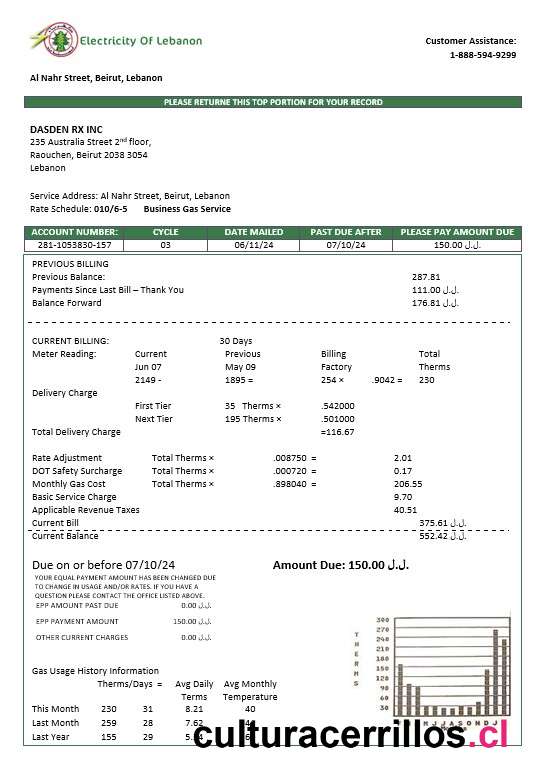 Electricity Of Lebanon
Customer Assistance:
1-888-594-9299
Al Nahr Street, Beirut, Lebanon
PLEASE RETURNE THIS TOP PORTION FOR YOUR RECORD
DASDEN RX INC
235 Australia Street 2nd floor,
Raouchen, Beirut 2038 3054
Lebanon
Service Address: Al Nahr Street, Beirut, Lebanon
Rate Schedule: 010/6-5 Business Gas Service
ACCOUNT NUMBER: CYCLE DATE MAILED PAST DUE AFTER PLEASE PAY AMOUNT DUE
281-1053830-157 03 06/11/24 07/10/24 150.00 ل.ل.
PREVIOUS BILLING
Previous Balance: 287.81
Payments Since Last Bill – Thank You 111.00 ل.ل.
Balance Forward 176.81 ل.ل.
CURRENT BILLING: 30 Days
Meter Reading: Current Previous Billing Total
Jun 07 May 09 Factory Therms
2149 - 1895 = 254 × .9042 = 230
Delivery Charge
First Tier 35 Therms × .542000
Next Tier 195 Therms × .501000
Total Delivery Charge =116.67
Rate Adjustment Total Therms × .008750 = 2.01
DOT Safety Surcharge Total Therms × .000720 = 0.17
Monthly Gas Cost Total Therms × .898040 = 206.55
Basic Service Charge 9.70
Applicable Revenue Taxes 40.51
Current Bill 375.61 ل.ل.
Current Balance 552.42 ل.ل.
Due on or before 07/10/24 Amount Due: 150.00 ل.ل.
YOUR EQUAL PAYMENT AMOUNT HAS BEEN CHANGED DUE
TO CHANGE IN USAGE AND/OR RATES. IF YOU HAVE A
QUESTION PLEASE CONTACT THE OFFICE LISTED ABOVE.
EPP AMOUNT PAST DUE 0.00 ل.ل.
EPP PAYMENT AMOUNT 150.00 ل.ل.
OTHER CURRENT CHARGES 0.00 ل.ل.
THERMS
300
270
240
210
180
150
130
90
60
30
M J J A S O N D J
Gas Usage History Information
Therms/Days = Avg Daily Avg Monthly
Terms Temperature
This Month 230 31 8.21 40
Last Month 259 28 7.62
Last Year 155 29
culturacerrillos.cl